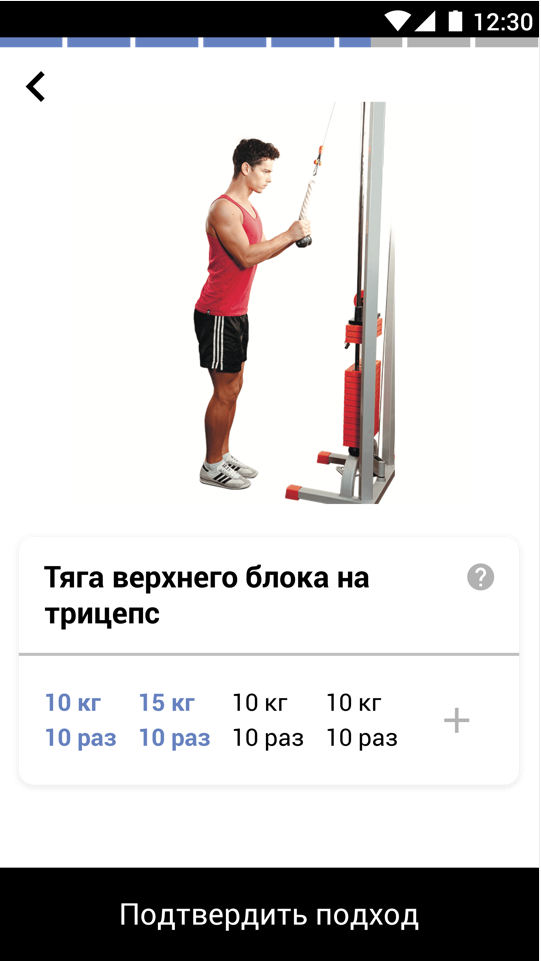 12:30
Тяга верхнего блока на
трицепс
?
10 кг 15 кг 10 кг 10 кг
10 раз 10 раз 10 раз 10 раз
+
Подтвердить подход